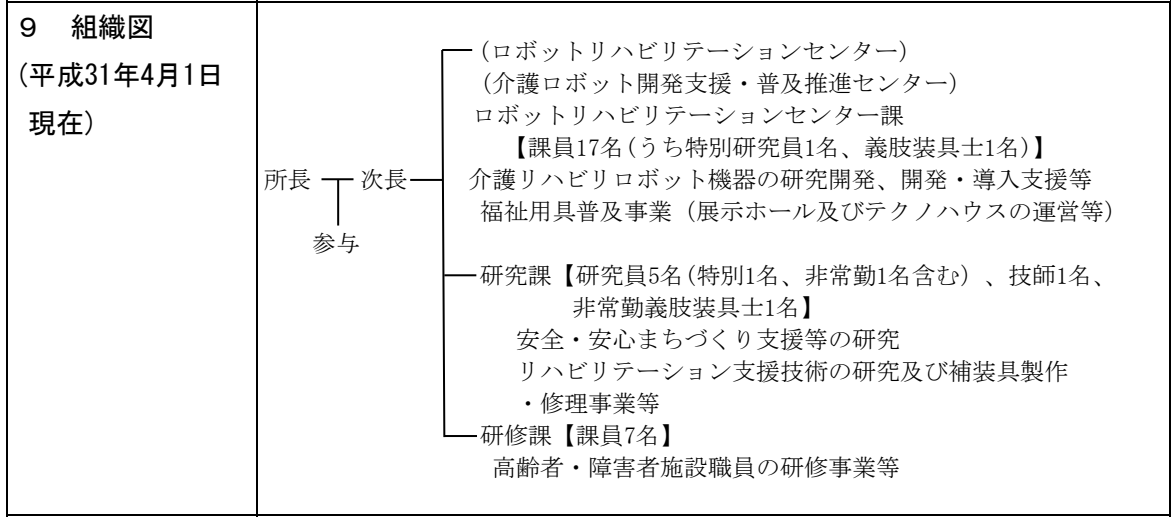 ９　組織図
(平成31年4月1日
現在)
(ロボットリハビリテーションセンター)
(介護ロボット開発支援・普及推進センター)
ロボットリハビリテーションセンター課
【課員17名(うち特別研究員1名、義肢装具士1名)】
所長 次長 介護リハビリロボット機器の研究開発、開発・導入支援等
福祉用具普及事業(展示ホール及びテクノハウスの運営等)
参与
研究課【研究員5名(特別1名、非常勤1名含む)、技師1名、
非常勤義肢装具士1名】
安全・安心まちづくり支援等の研究
リハビリテーション支援技術の研究及び補装具製作
・修理事業等
研修課【課員7名】
高齢者・障害者施設職員の研修事業等